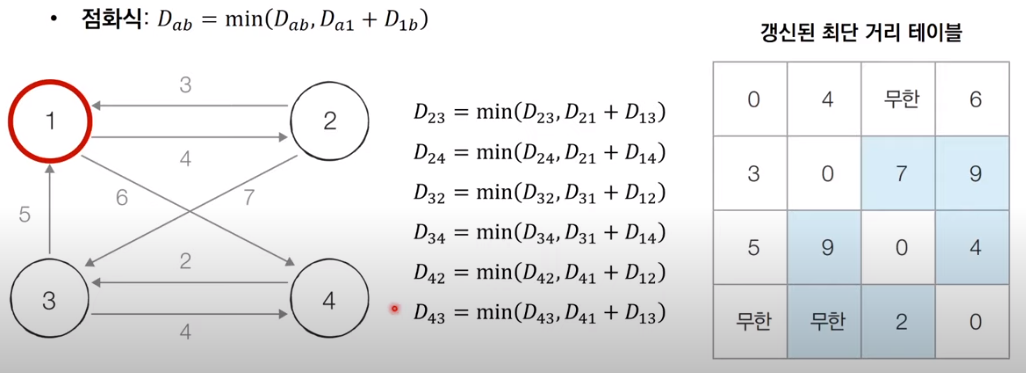 • 점화식: D_ab = min(D_ab, D_a1 + D_1b)
갱신된 최단 거리 테이블
1
2
3
4
3
4
6
7
5
2
4
D_23 = min(D_23, D_21 + D_13)
D_24 = min(D_24, D_21 + D_14)
D_32 = min(D_32, D_31 + D_12)
D_34 = min(D_34, D_31 + D_14)
D_42 = min(D_42, D_41 + D_12)
D_43 = min(D_43, D_41 + D_13)
0 4 무한 6
3 0 7 9
5 9 0 4
무한 무한 2 0